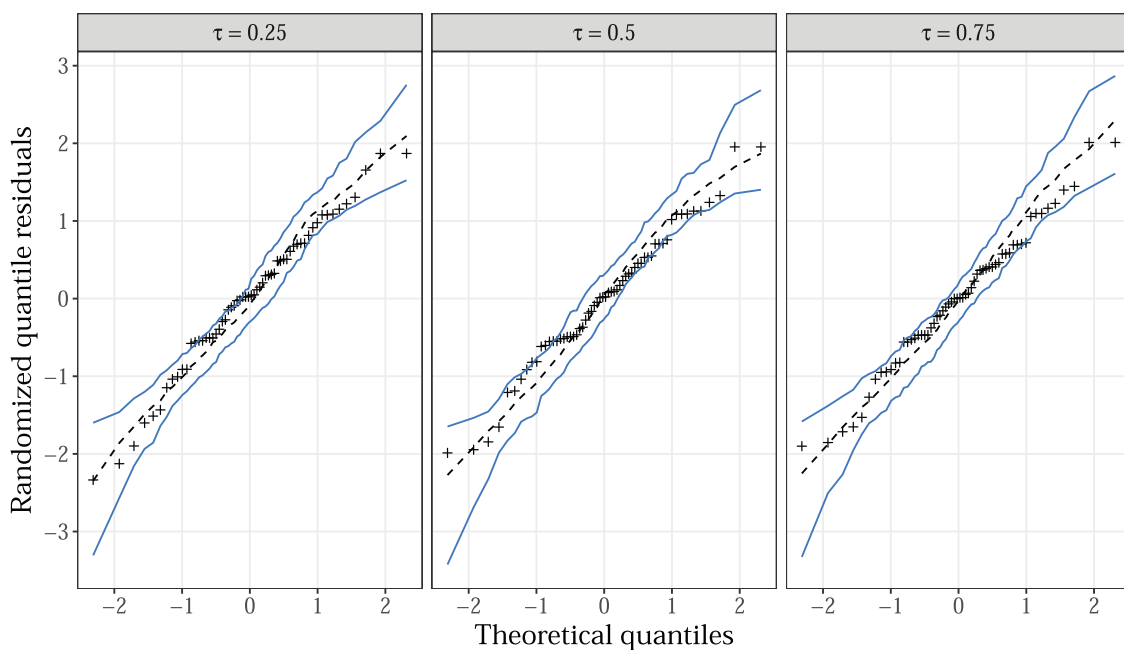 τ = 0.25
τ = 0.5
τ = 0.75
Randomized quantile residuals
3
2
1
0
−1
−2
−3
−2 −1 0 1 2
−2 −1 0 1 2
−2 −1 0 1 2
Theoretical quantiles